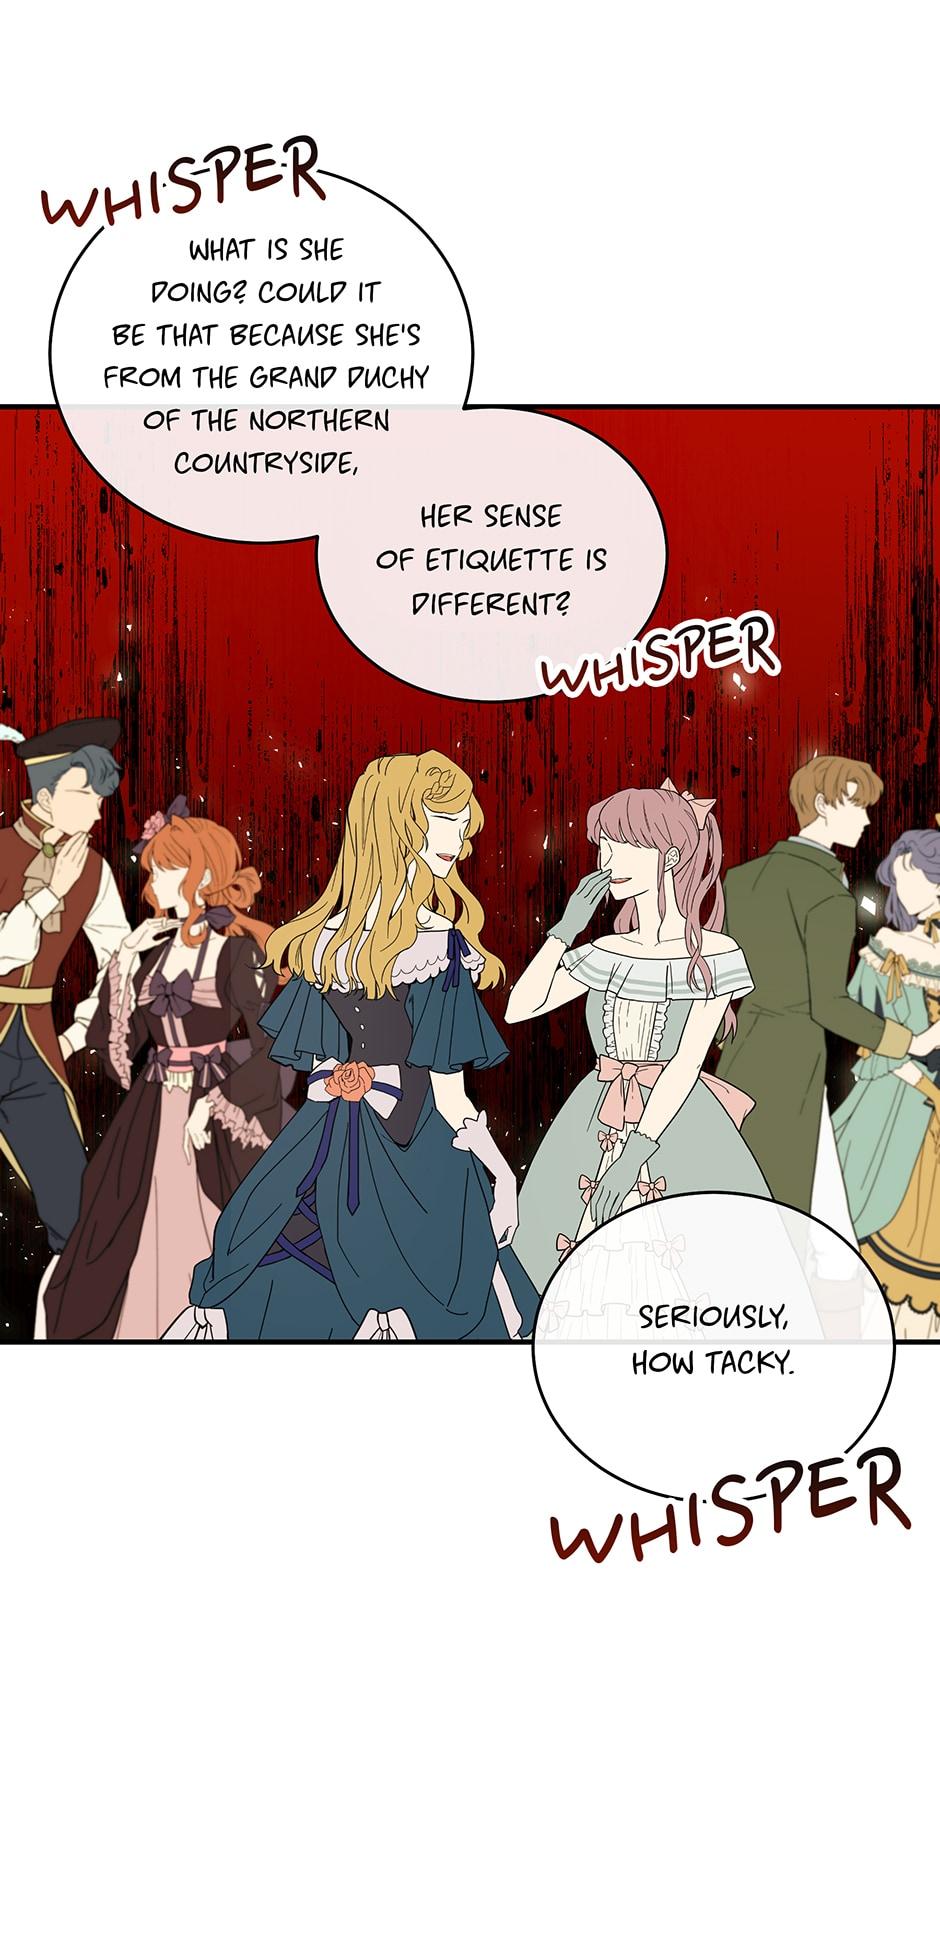 WHISPER
WHAT IS SHE
DOING? COULD IT
BE THAT BECAUSE SHE'S
FROM THE GRAND DUCHY
OF THE NORTHERN
COUNTRYSIDE,
HER SENSE
OF ETIQUETTE IS
DIFFERENT?
WHISPER
SERIOUSLY,
HOW TACKY.
WHISPER